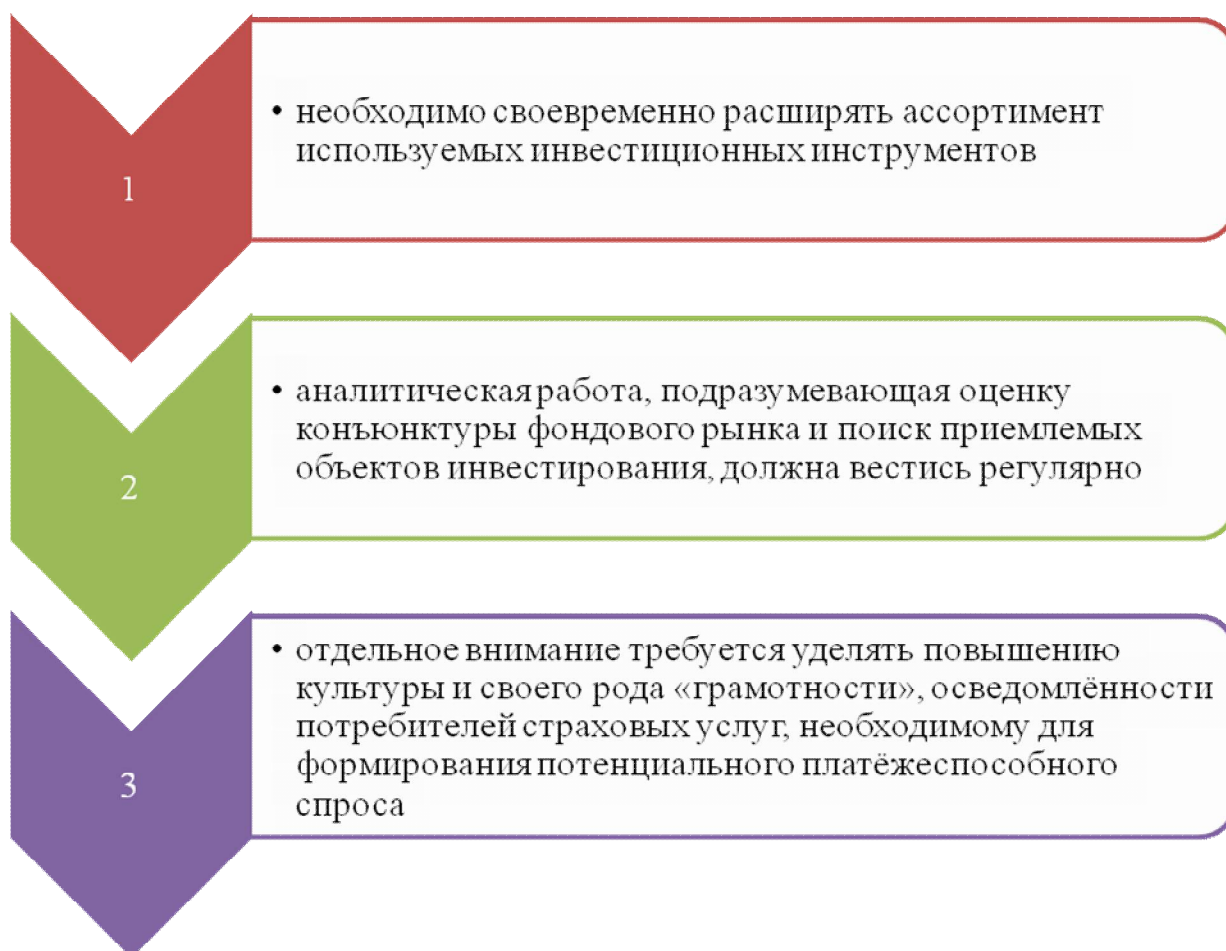 1
• необходимо своевременно расширять ассортимент
используемых инвестиционных инструментов
2
• аналитическая работа, подразумевающая оценку
конъюнктуры фондового рынка и поиск приемлемых
объектов инвестирования, должна вестись регулярно
3
• отдельное внимание требуется уделять повышению
культуры и своего рода «грамотности», осведомлённости
потребителей страховых услуг, необходимому для
формирования потенциального платёжеспособного
спроса